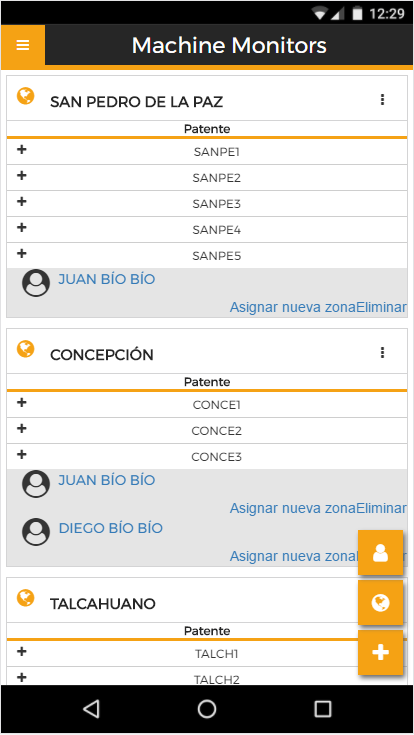 12:29
Machine Monitors
SAN PEDRO DE LA PAZ
Patente
SANPE1
SANPE2
SANPE3
SANPE4
SANPE5
JUAN BÍO BÍO
Asignar nueva zonaEliminar
CONCEPCIÓN
Patente
CONCE1
CONCE2
CONCE3
JUAN BÍO BÍO
Asignar nueva zonaEliminar
DIEGO BÍO BÍO
Asignar nueva zona
TALCAHUANO
Patente
TALCH1
TALCH2